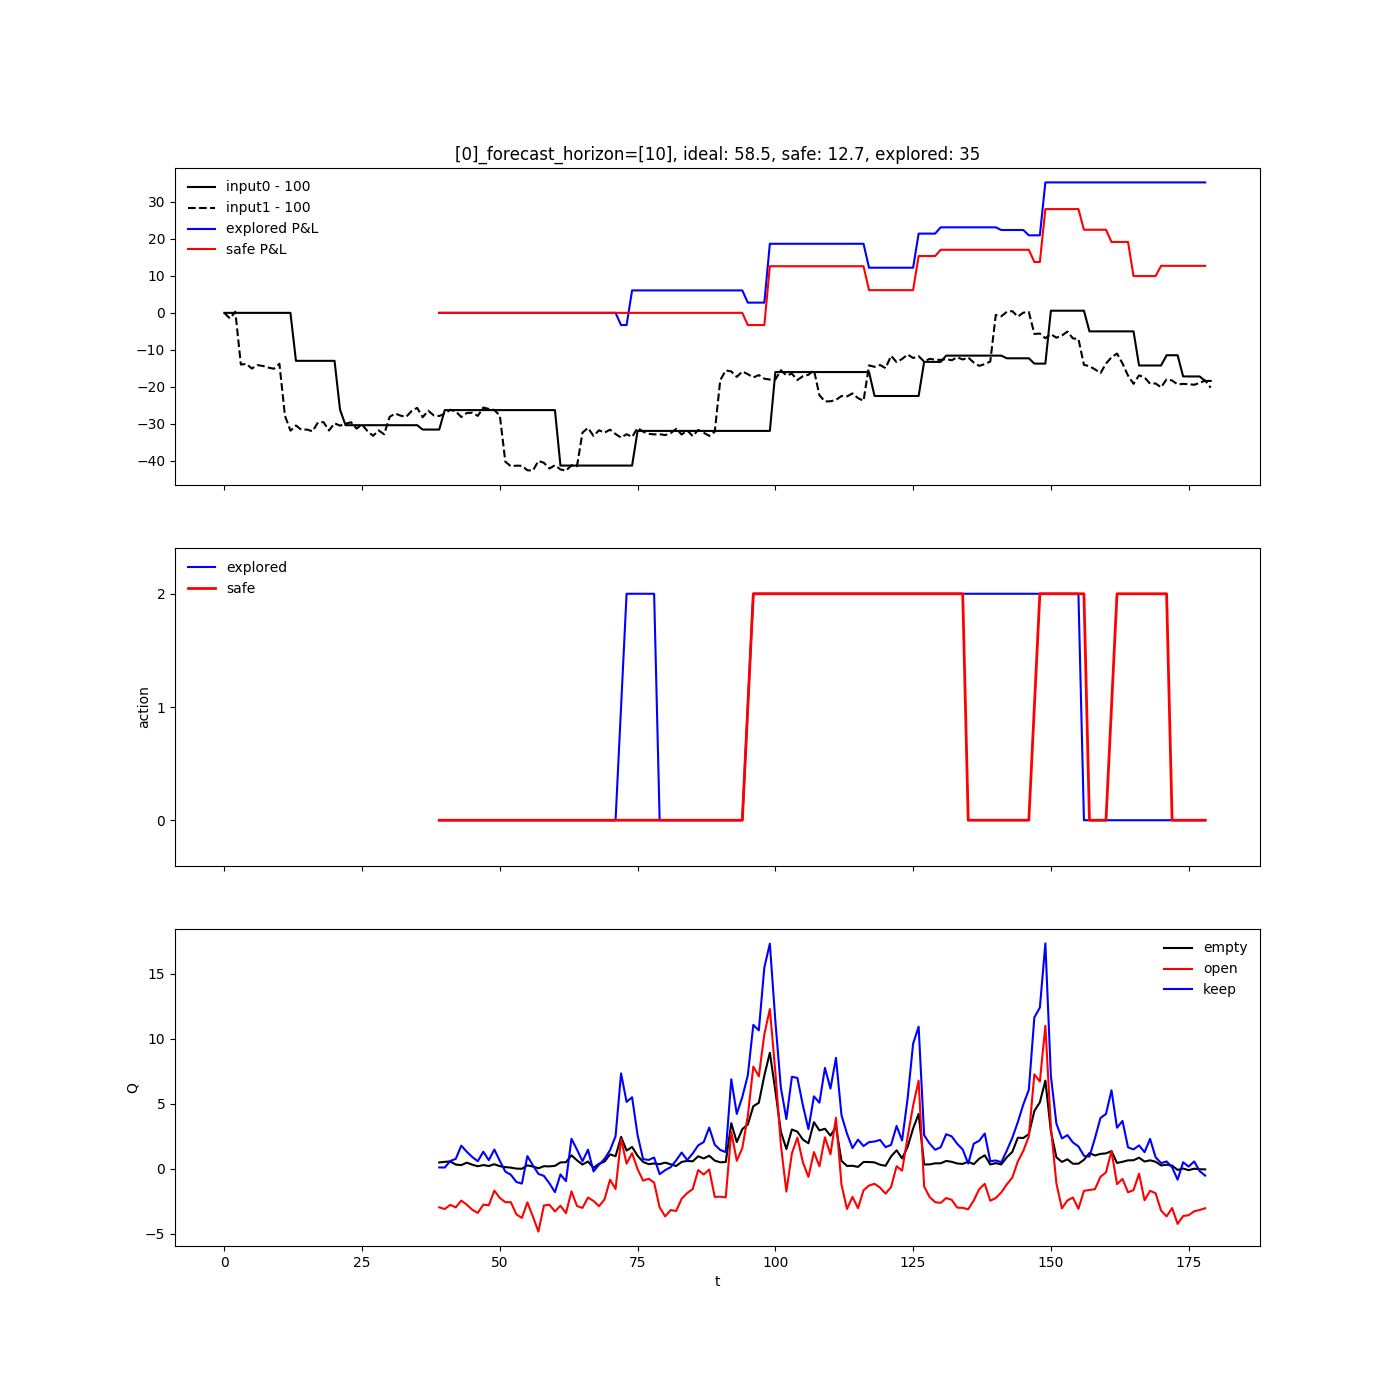 [0]_forecast_horizon=[10], ideal: 58.5, safe: 12.7, explored: 35
input0 - 100
input1 - 100
explored P&L
safe P&L
30
20
10
0
−10
−20
−30
−40
explored
safe
2
1
0
action
empty
open
keep
15
10
5
0
−5
Q
0 25 50 75 100 125 150 175
t